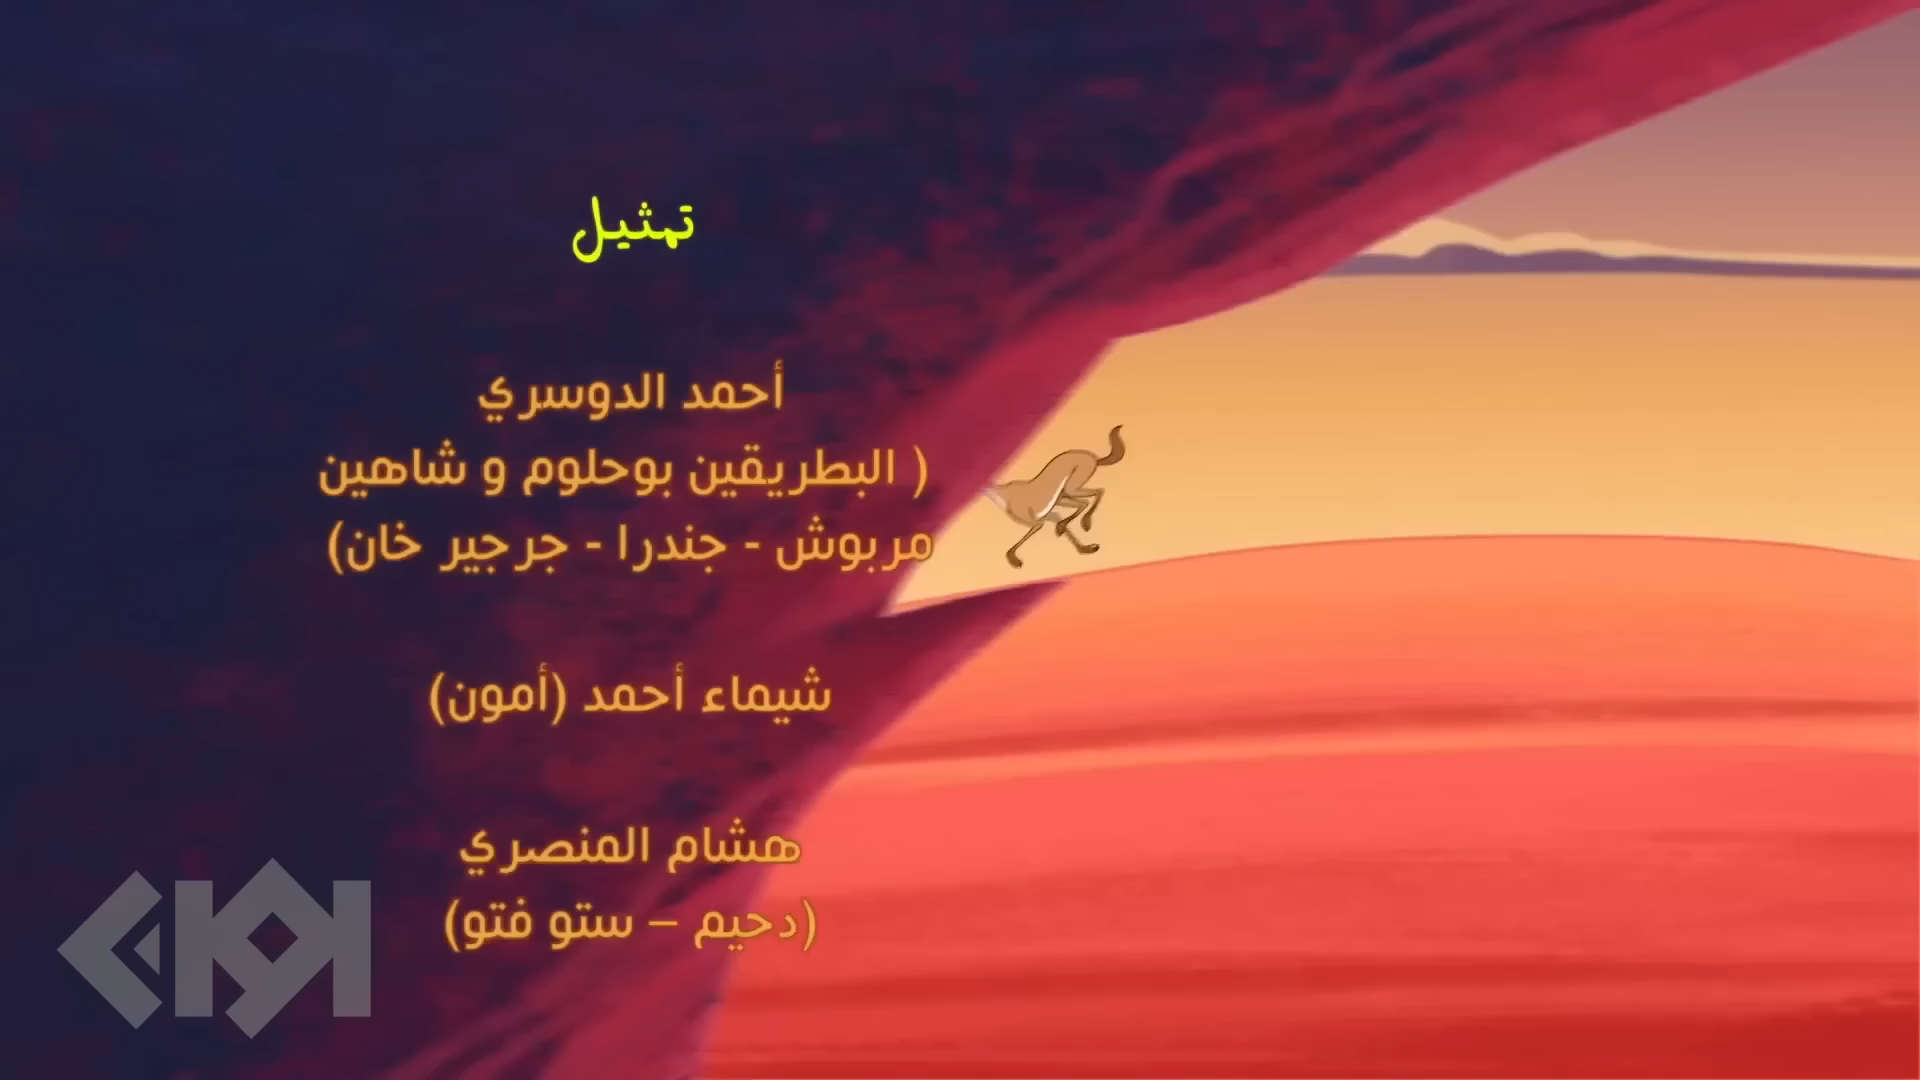 تمثيل
أحمد الدوسري
( البطريقين بوحلوم و شاهين
مربوش - جندرا - جرجير خان)
شيماء أحمد (أمون)
هشام المنصري
(دحيم – ستو فتو)